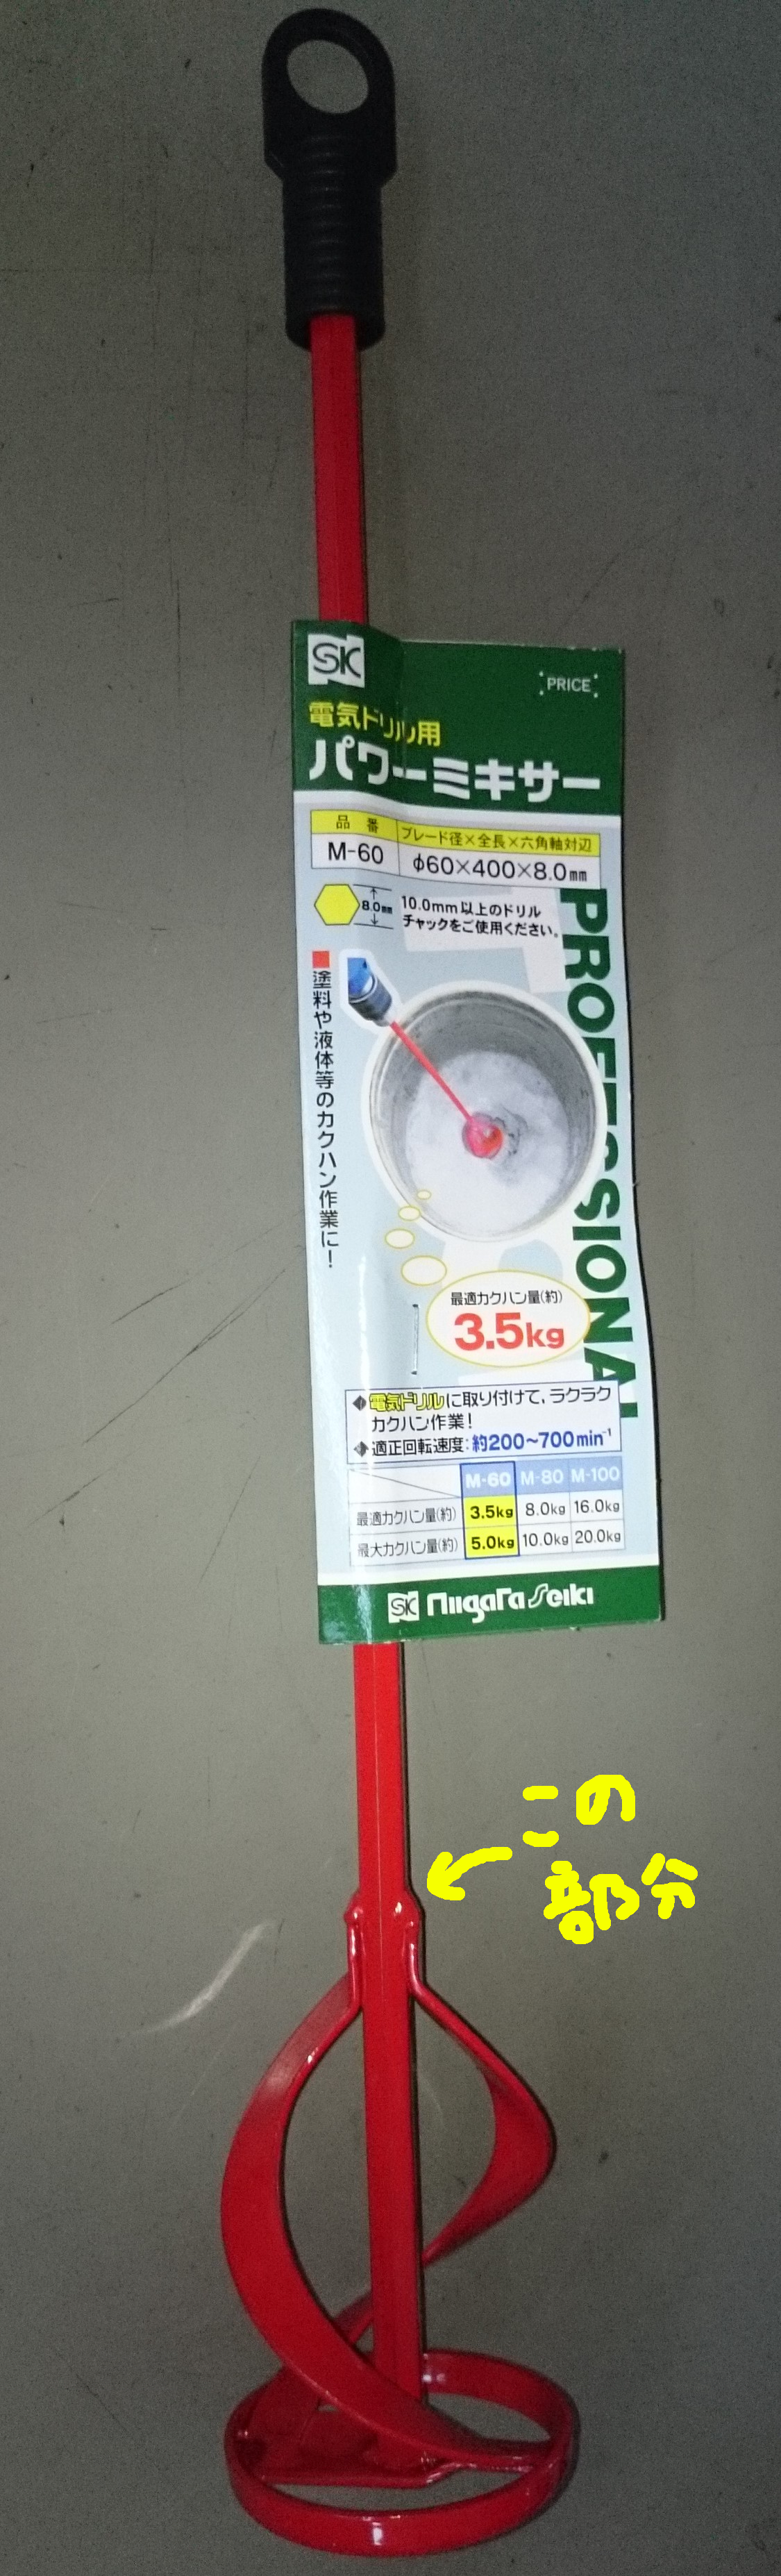 SK
PRICE
電気ドリル用
パワーミキサー
品番 ブレード径×全長×六角軸対辺
M-60 φ60×400×8.0mm
8.0mm
10.0mm以上のドリル
チャックをご使用ください。
PROFESSIONAL
■塗料や液体等のカクハン作業に!
最適カクハン量(約)
3.5kg
◆電気ドリルに取り付けて、ラクラク
カクハン作業!
◆適正回転速度:約200~700min⁻¹
M-60 M-80 M-100
最適カクハン量(約) 3.5kg 8.0kg 16.0kg
最大カクハン量(約) 5.0kg 10.0kg 20.0kg
SK Niigata Seiki
この
部分